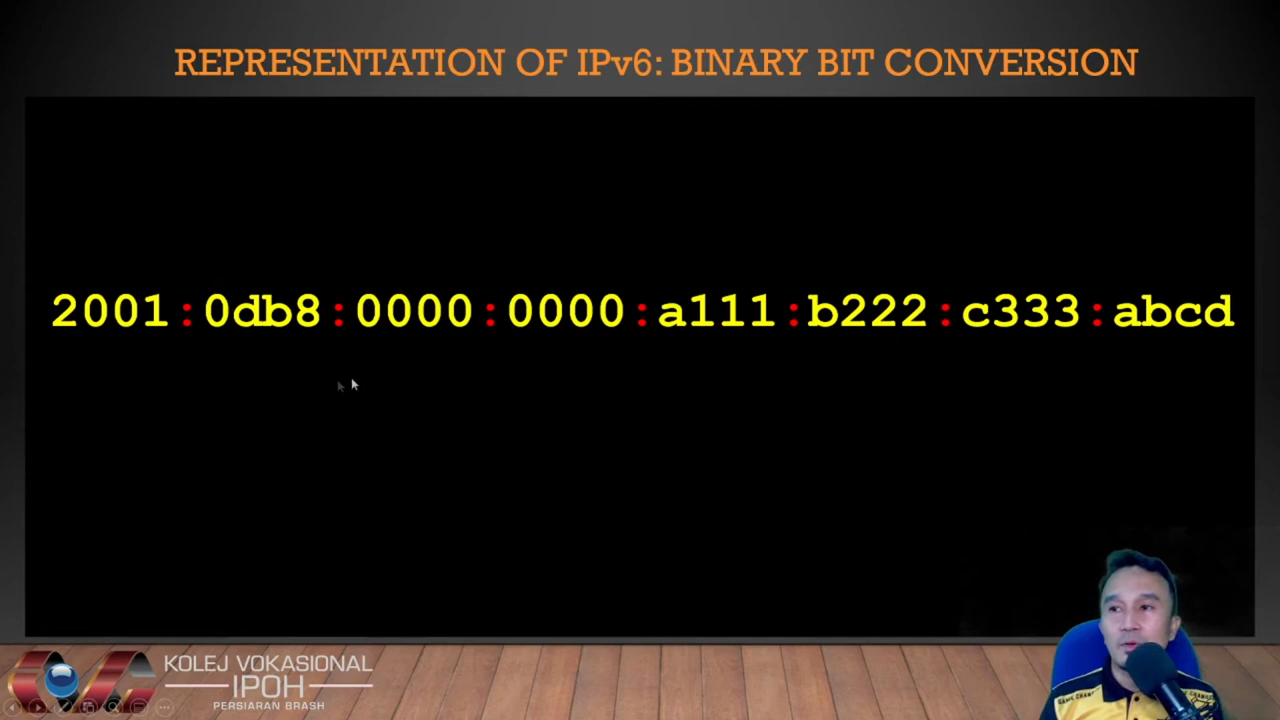 REPRESENTATION OF IPv6: BINARY BIT CONVERSION
2001:0db8:0000:0000:a111:b222:c333:abcd
KOLEJ VOKASIONAL
IPOH
PERSIARAN BRASH